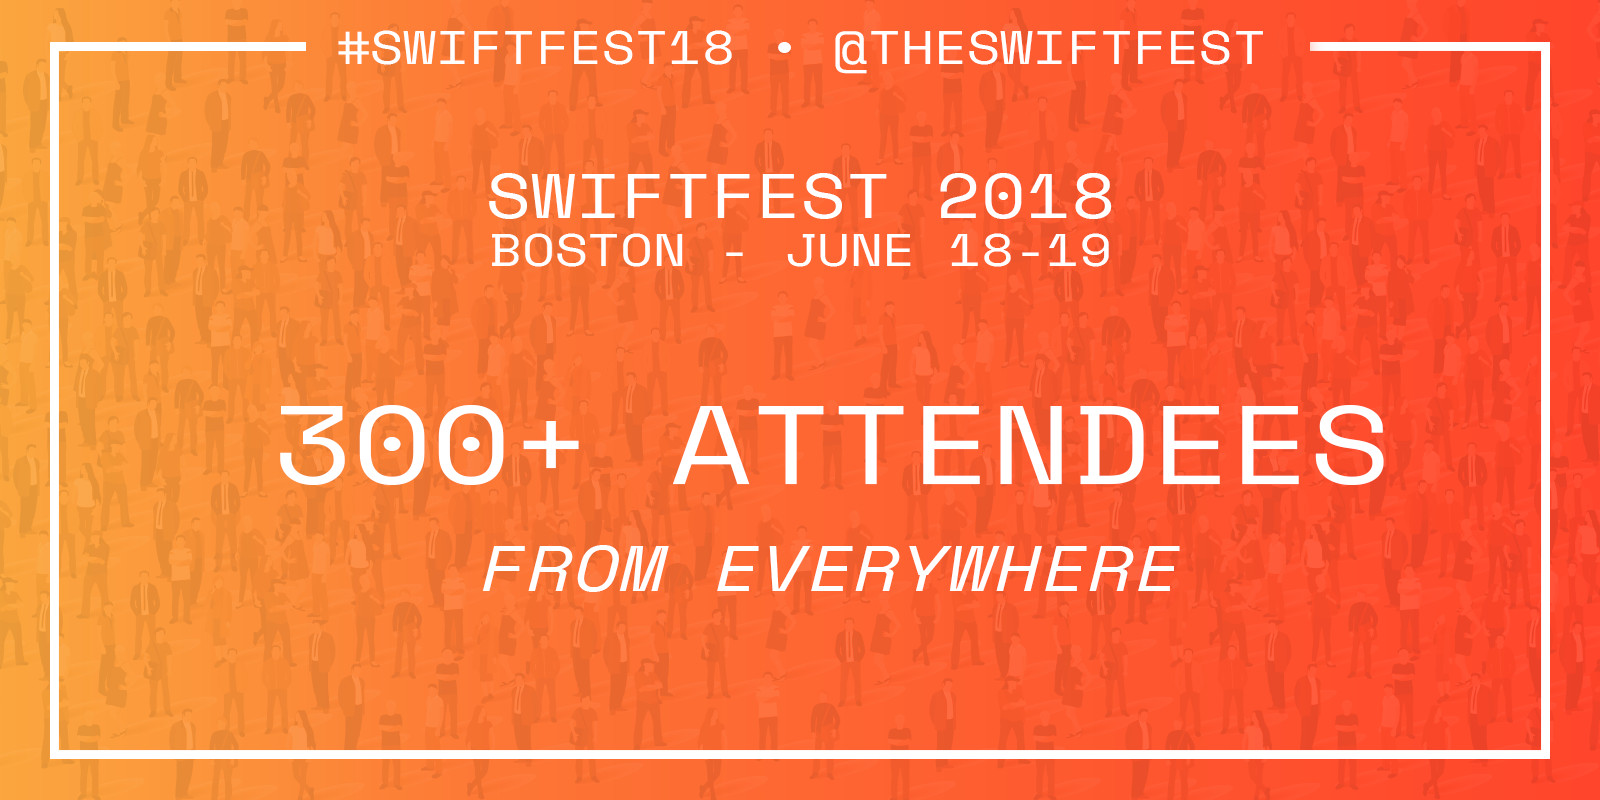 #SWIFTFEST18 • @THESWIFTFEST
SWIFTFEST 2018
BOSTON - JUNE 18-19
300+ ATTENDEES
FROM EVERYWHERE